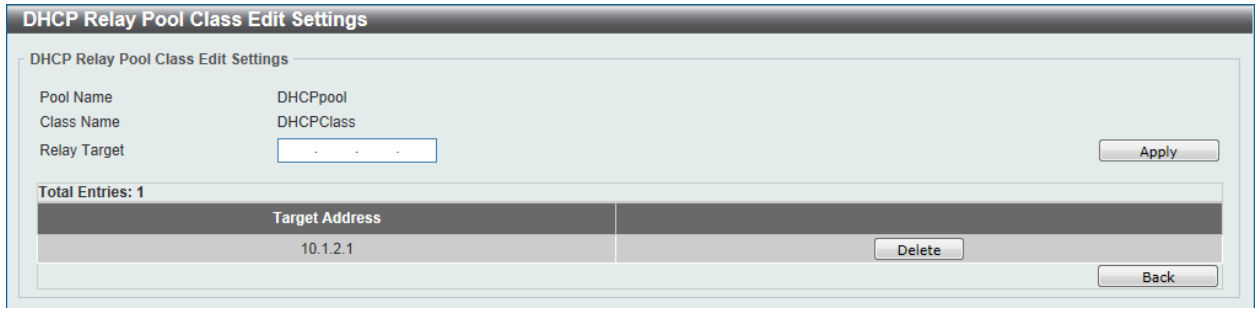 DHCP Relay Pool Class Edit Settings
DHCP Relay Pool Class Edit Settings
Pool Name DHCPpool
Class Name DHCPClass
Relay Target . . . Apply
Total Entries: 1
Target Address
10.1.2.1 Delete
Back